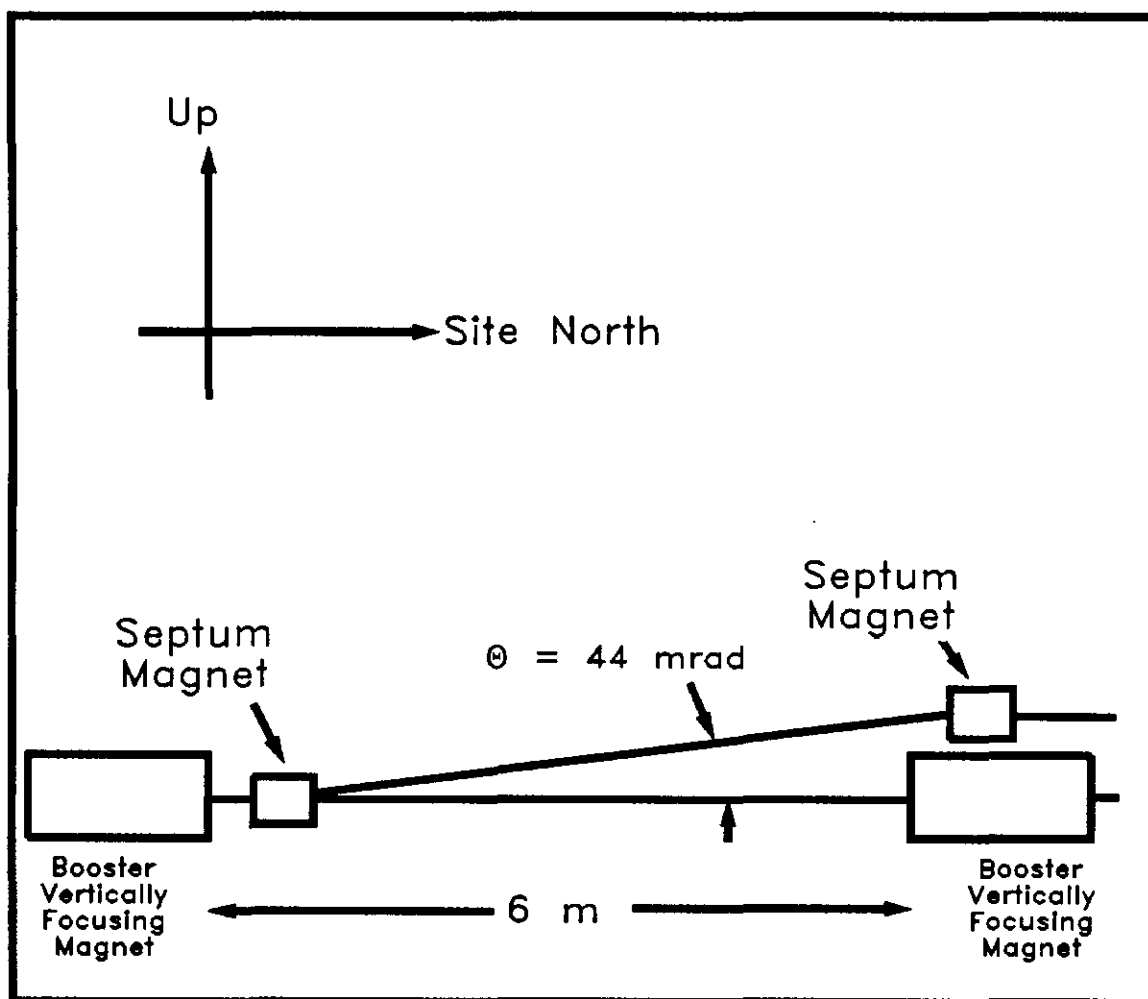 Up
Site North
Septum
Magnet
Septum
Magnet
Θ = 44 mrad
Booster
Vertically
Focusing
Magnet
6 m
Booster
Vertically
Focusing
Magnet